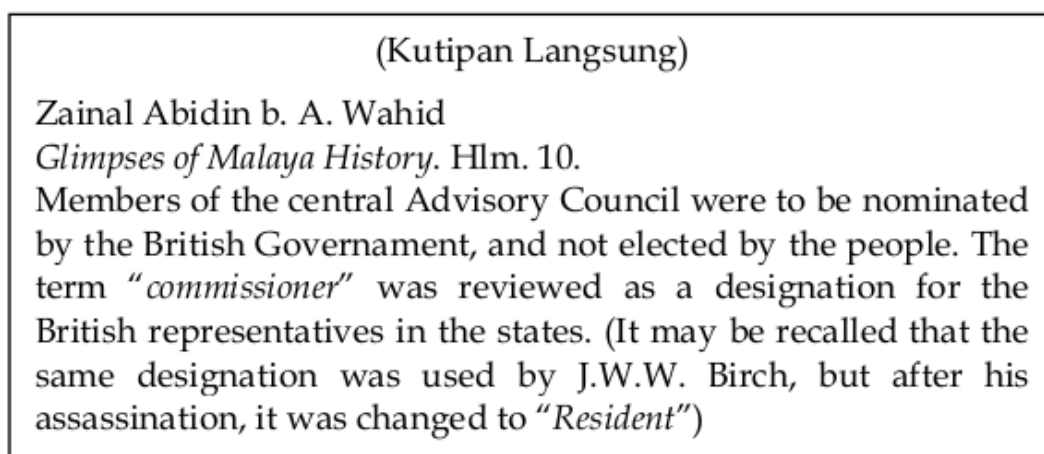 (Kutipan Langsung)
Zainal Abidin b. A. Wahid
Glimpses of Malaya History. Hlm. 10.
Members of the central Advisory Council were to be nominated
by the British Governament, and not elected by the people. The
term “commissioner” was reviewed as a designation for the
British representatives in the states. (It may be recalled that the
same designation was used by J.W.W. Birch, but after his
assassination, it was changed to “Resident”)